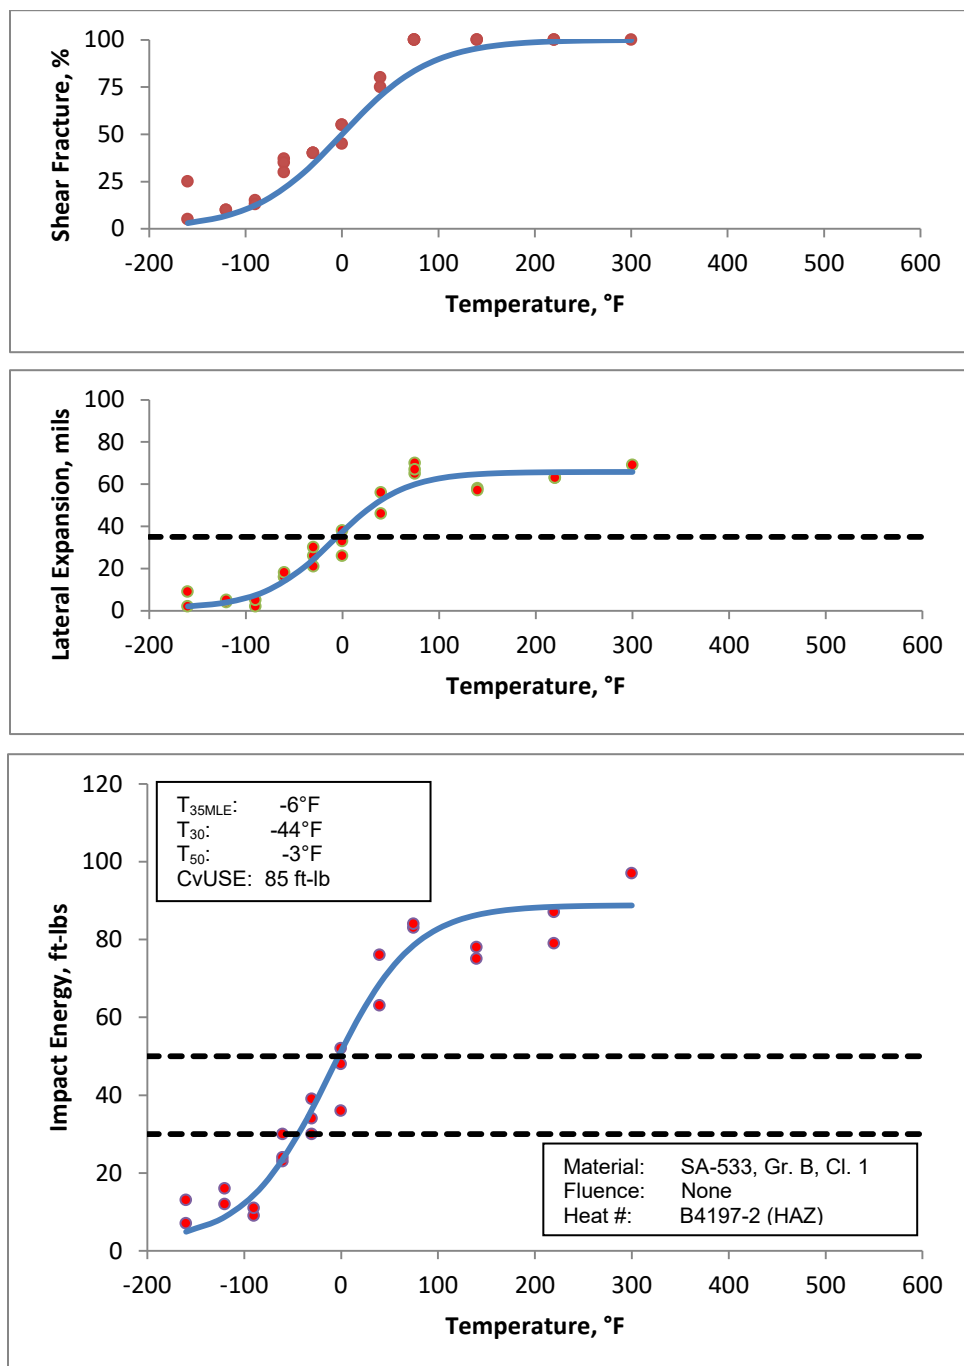 100
75
50
25
0
Shear Fracture, %
-200 -100 0 100 200 300 400 500 600
Temperature, °F
100
80
60
40
20
0
Lateral Expansion, mils
-200 -100 0 100 200 300 400 500 600
Temperature, °F
120
100
80
60
40
20
0
Impact Energy, ft-lbs
T35MLE: -6°F
T30: -44°F
T50: -3°F
CvUSE: 85 ft-lb
Material: SA-533, Gr. B, Cl. 1
Fluence: None
Heat #: B4197-2 (HAZ)
-200 -100 0 100 200 300 400 500 600
Temperature, °F